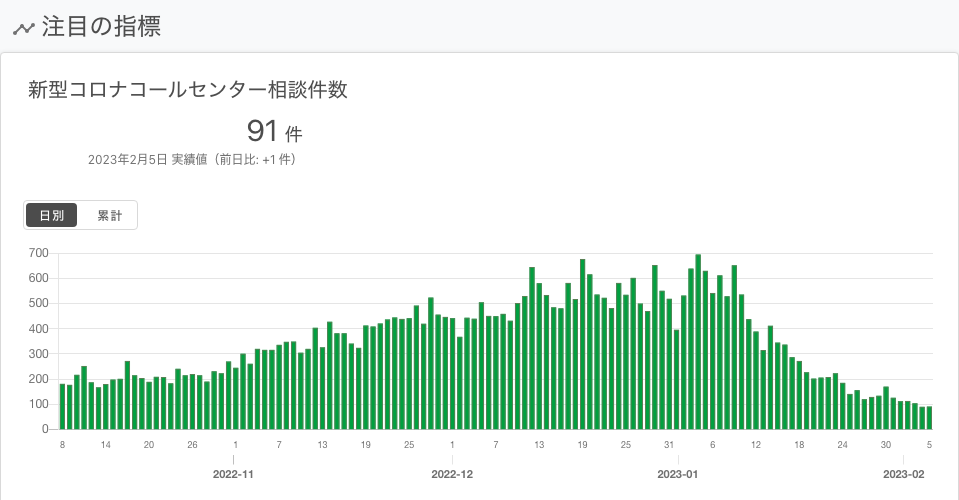 注目の指標
新型コロナコールセンター相談件数
91 件
2023年2月5日 実績値（前日比: +1 件）
日別 累計
700
600
500
400
300
200
100
0
8 14 20 26 1 7 13 19 25 1 7 13 19 25 31 6 12 18 24 30 5
2022-11 2022-12 2023-01 2023-02